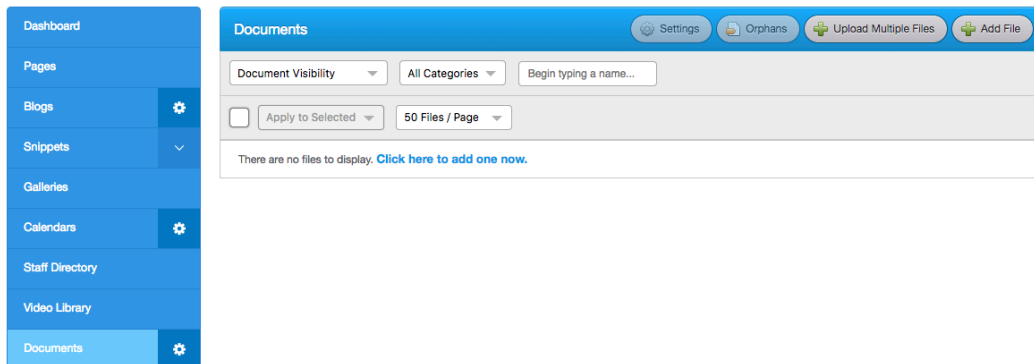 Dashboard
Pages
Blogs
Snippets
Galleries
Calendars
Staff Directory
Video Library
Documents
Documents
Settings
Orphans
Upload Multiple Files
Add File
Document Visibility
All Categories
Begin typing a name...
Apply to Selected
50 Files / Page
There are no files to display. Click here to add one now.